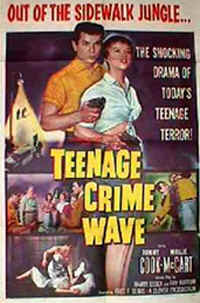 OUT OF THE SIDEWALK JUNGLE...
THE SHOCKING
DRAMA OF
TODAY'S
TEENAGE
TERROR!
TEENAGE
CRIME
WAVE
TOMMY MOLLIE
COOK · McCART